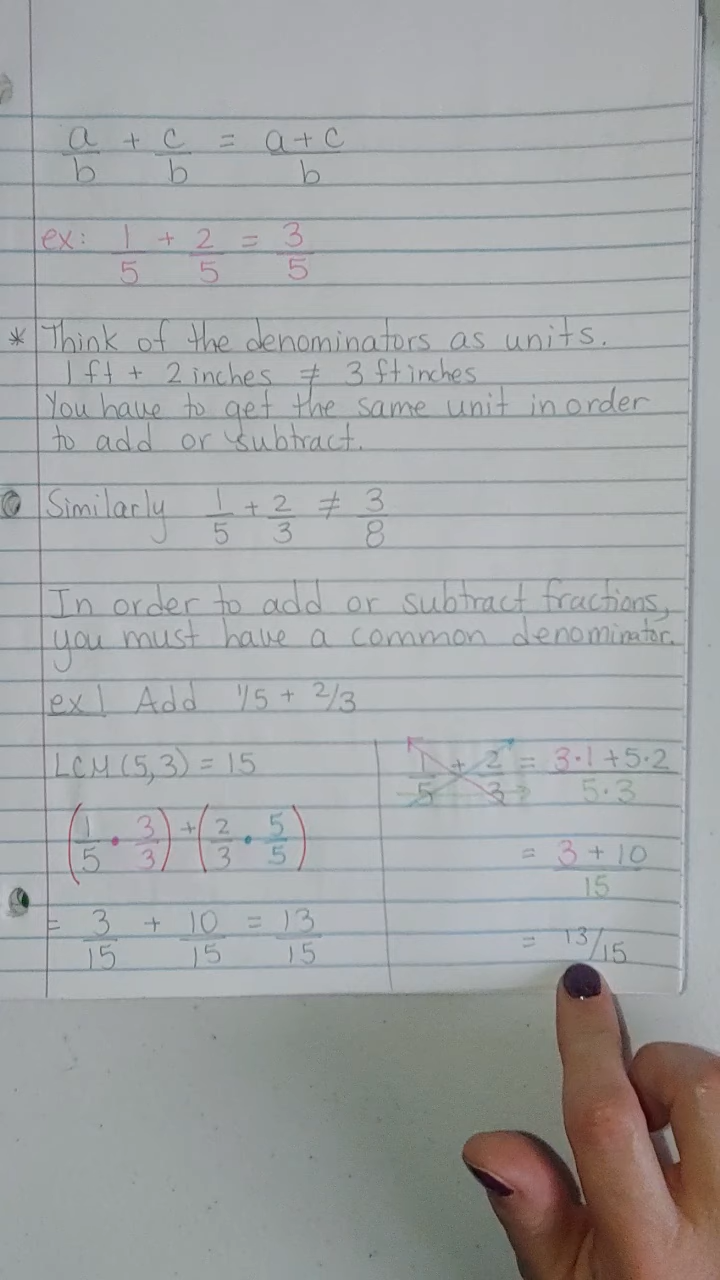 a/b + c/b = a+c/b
ex: 1/5 + 2/5 = 3/5
* Think of the denominators as units.
1 ft + 2 inches ≠ 3 ft inches
You have to get the same unit in order
to add or subtract.
Similarly 1/5 + 2/3 ≠ 3/8
In order to add or subtract fractions,
you must have a common denominator.
ex 1 Add 1/5 + 2/3
LCM (5,3) = 15
(1/5 • 3/3) + (2/3 • 5/5)
= 3/15 + 10/15 = 13/15
1/5 + 2/3 = 3·1 + 5·2/5·3
= 3 + 10/15
= 13/15